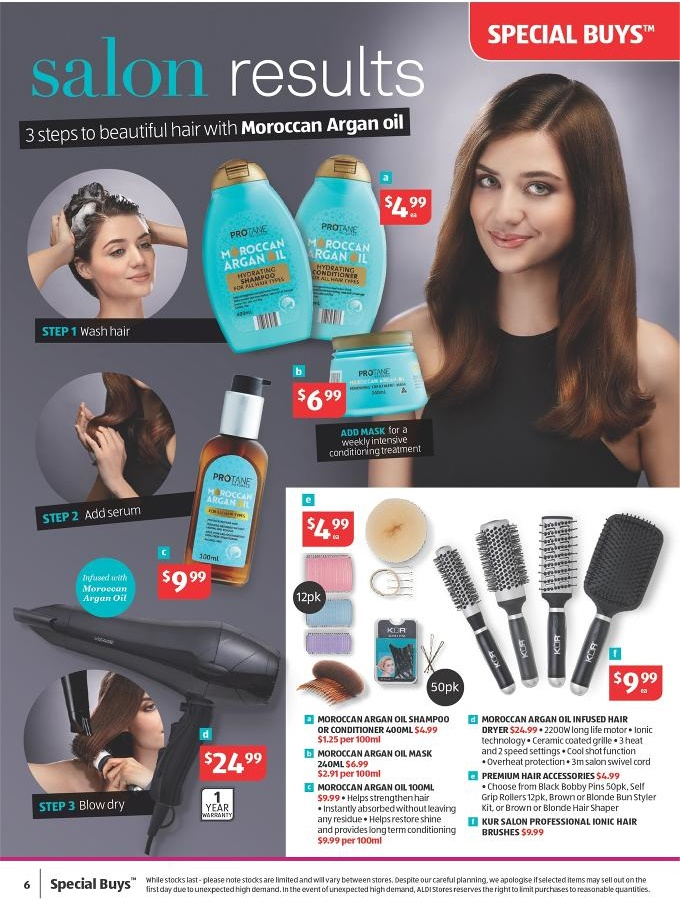 SPECIAL BUYS™
salon results
3 steps to beautiful hair with Moroccan Argan oil
a
$4.99
ea
PROTANE
MOROCCAN
ARGAN OIL
HYDRATING
SHAMPOO
FOR ALL HAIR TYPES
400ml
PROTANE
MOROCCAN
ARGAN OIL
HYDRATING
CONDITIONER
FOR ALL HAIR TYPES
STEP 1 Wash hair
b
$6.99
PROTANE
MOROCCAN ARGAN OIL
240ml
ADD MASK for a
weekly intensive
conditioning treatment
STEP 2 Add serum
PROTANE
MOROCCAN
ARGAN OIL
FOR ALL HAIR TYPES
100ml
c
$9.99
Infused with
Moroccan
Argan Oil
VISAGE
d
$24.99
1
YEAR
WARRANTY
STEP 3 Blow dry
e
$4.99
ea
12pk
KUR
50pk
KUR
f
$9.99
ea
a MOROCCAN ARGAN OIL SHAMPOO
OR CONDITIONER 400ML $4.99
$1.25 per 100ml
b MOROCCAN ARGAN OIL MASK
240ML $6.99
$2.91 per 100ml
c MOROCCAN ARGAN OIL 100ML
$9.99 • Helps strengthen hair
• Instantly absorbed without leaving
any residue • Helps restore shine
and provides long term conditioning
$9.99 per 100ml
d MOROCCAN ARGAN OIL INFUSED HAIR
DRYER $24.99 • 2200W long life motor • Ionic
technology • Ceramic coated grille • 3 heat
and 2 speed settings • Cool shot function
• Overheat protection • 3m salon swivel cord
e PREMIUM HAIR ACCESSORIES $4.99
• Choose from Black Bobby Pins 50pk, Self
Grip Rollers 12pk, Brown or Blonde Bun Styler
Kit, or Brown or Blonde Hair Shaper
f KUR SALON PROFESSIONAL IONIC HAIR
BRUSHES $9.99
6
Special Buys™
While stocks last - please note stocks are limited and will vary between stores. Despite our careful planning, we apologise if selected items may sell out on the
first day due to unexpected high demand. In the event of unexpected high demand, ALDI Stores reserves the right to limit purchases to reasonable quantities.